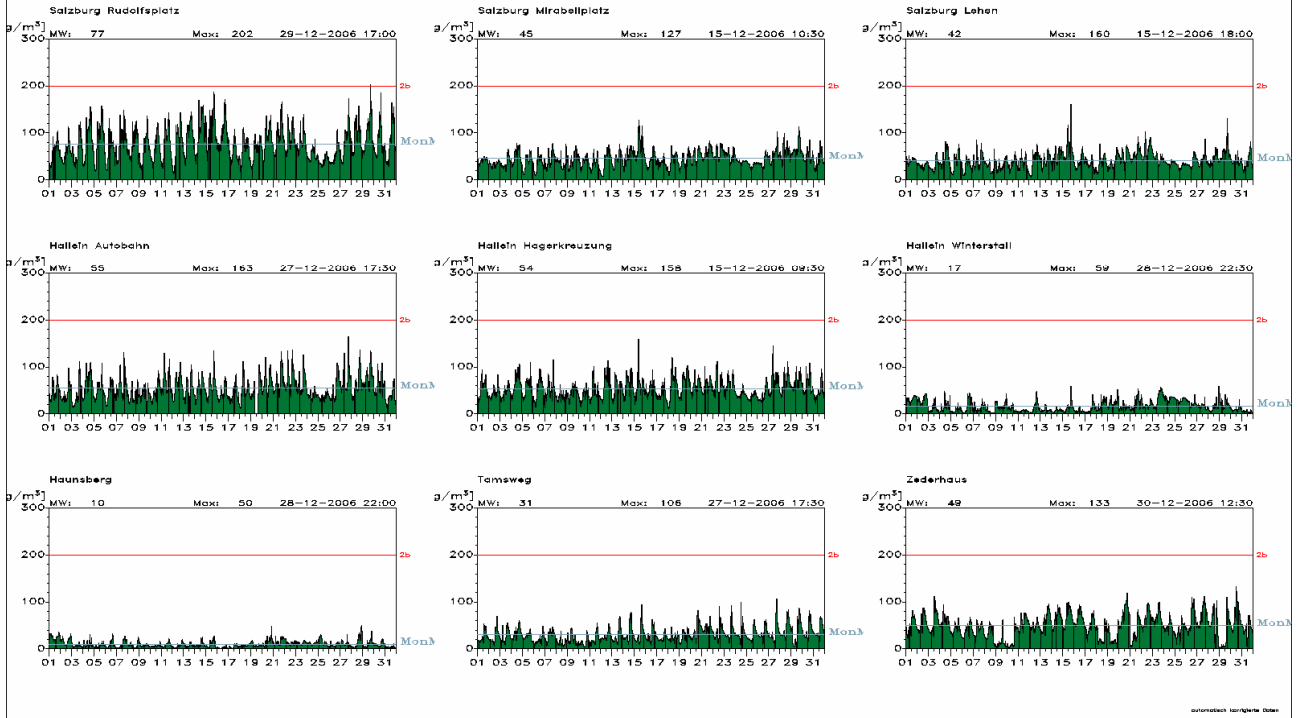 Salzburg Rudolfsplatz
g/m³]
MW: 77 Max: 202 29-12-2006 17:00
300
200
100
0
2b
MonM
01 03 05 07 09 11 13 15 17 19 21 23 25 27 29 31
Salzburg Mirabellplatz
g/m³]
MW: 45 Max: 127 15-12-2006 10:30
300
200
100
0
2b
MonM
01 03 05 07 09 11 13 15 17 19 21 23 25 27 29 31
Salzburg Lehen
g/m³]
MW: 42 Max: 160 15-12-2006 18:00
300
200
100
0
2b
MonM
01 03 05 07 09 11 13 15 17 19 21 23 25 27 29 31
Hallein Autobahn
g/m³]
MW: 55 Max: 163 27-12-2006 17:30
300
200
100
0
2b
MonM
01 03 05 07 09 11 13 15 17 19 21 23 25 27 29 31
Hallein Hagerkreuzung
g/m³]
MW: 54 Max: 158 15-12-2006 09:30
300
200
100
0
2b
MonM
01 03 05 07 09 11 13 15 17 19 21 23 25 27 29 31
Hallein Winterstall
g/m³]
MW: 17 Max: 59 28-12-2006 22:30
300
200
100
0
2b
MonM
01 03 05 07 09 11 13 15 17 19 21 23 25 27 29 31
Haunsberg
g/m³]
MW: 10 Max: 50 28-12-2006 22:00
300
200
100
0
2b
MonM
01 03 05 07 09 11 13 15 17 19 21 23 25 27 29 31
Tamsweg
g/m³]
MW: 31 Max: 106 27-12-2006 17:30
300
200
100
0
2b
MonM
01 03 05 07 09 11 13 15 17 19 21 23 25 27 29 31
Zederhaus
g/m³]
MW: 49 Max: 133 30-12-2006 12:30
300
200
100
0
2b
MonM
01 03 05 07 09 11 13 15 17 19 21 23 25 27 29 31
automatisch korrigierte Daten